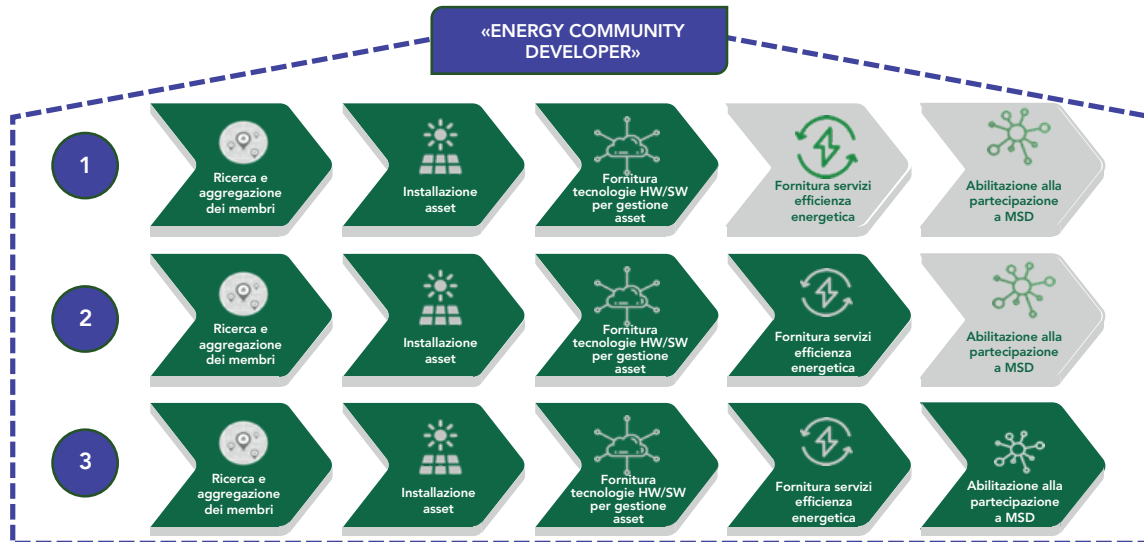 «ENERGY COMMUNITY
DEVELOPER»
1
Ricerca e
aggregazione
dei membri
Installazione
asset
Fornitura
tecnologie HW/SW
per gestione
asset
Fornitura servizi
efficienza
energetica
Abilitazione alla
partecipazione
a MSD
2
Ricerca e
aggregazione
dei membri
Installazione
asset
Fornitura
tecnologie HW/SW
per gestione
asset
Fornitura servizi
efficienza
energetica
Abilitazione alla
partecipazione
a MSD
3
Ricerca e
aggregazione
dei membri
Installazione
asset
Fornitura
tecnologie HW/SW
per gestione
asset
Fornitura servizi
efficienza
energetica
Abilitazione alla
partecipazione
a MSD